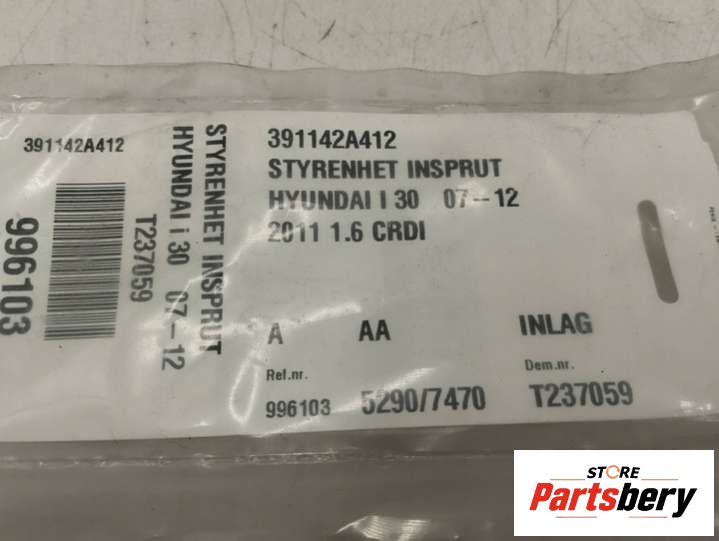 391142A412
996103
STYRENHET INSPRUT
HYUNDAI i 30 07-12
T237059
391142A412
STYRENHET INSPRUT
HYUNDAI I 30 07--12
2011 1.6 CRDI
A AA INLAG
Ref.nr. Dem.nr.
996103 5290/7470 T237059
STORE
Partsbery